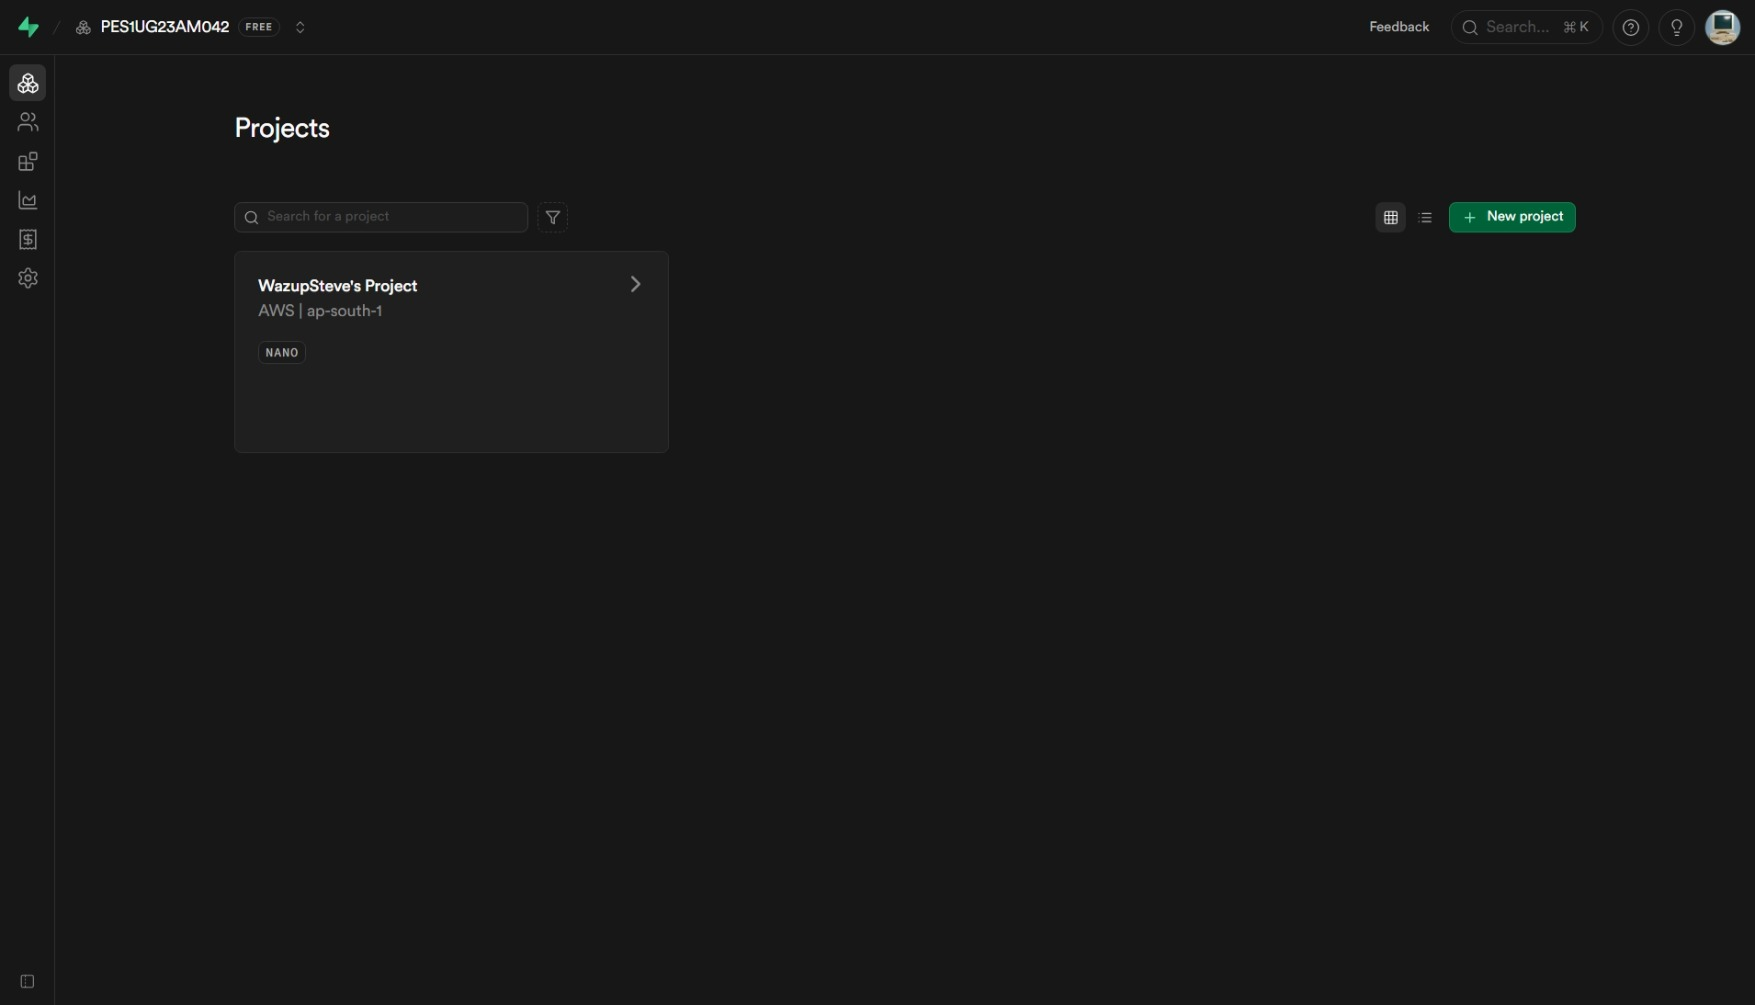 PES1UG23AM042 FREE
Feedback
Search... ⌘ K
Projects
Search for a project
New project
WazupSteve's Project
AWS | ap-south-1
NANO